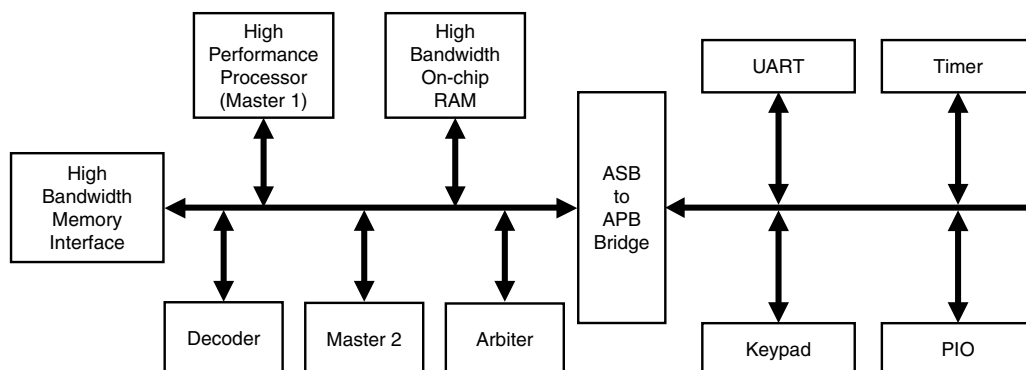 High
Performance
Processor
(Master 1)
High
Bandwidth
On-chip
RAM
UART
Timer
High
Bandwidth
Memory
Interface
ASB
to
APB
Bridge
Decoder
Master 2
Arbiter
Keypad
PIO